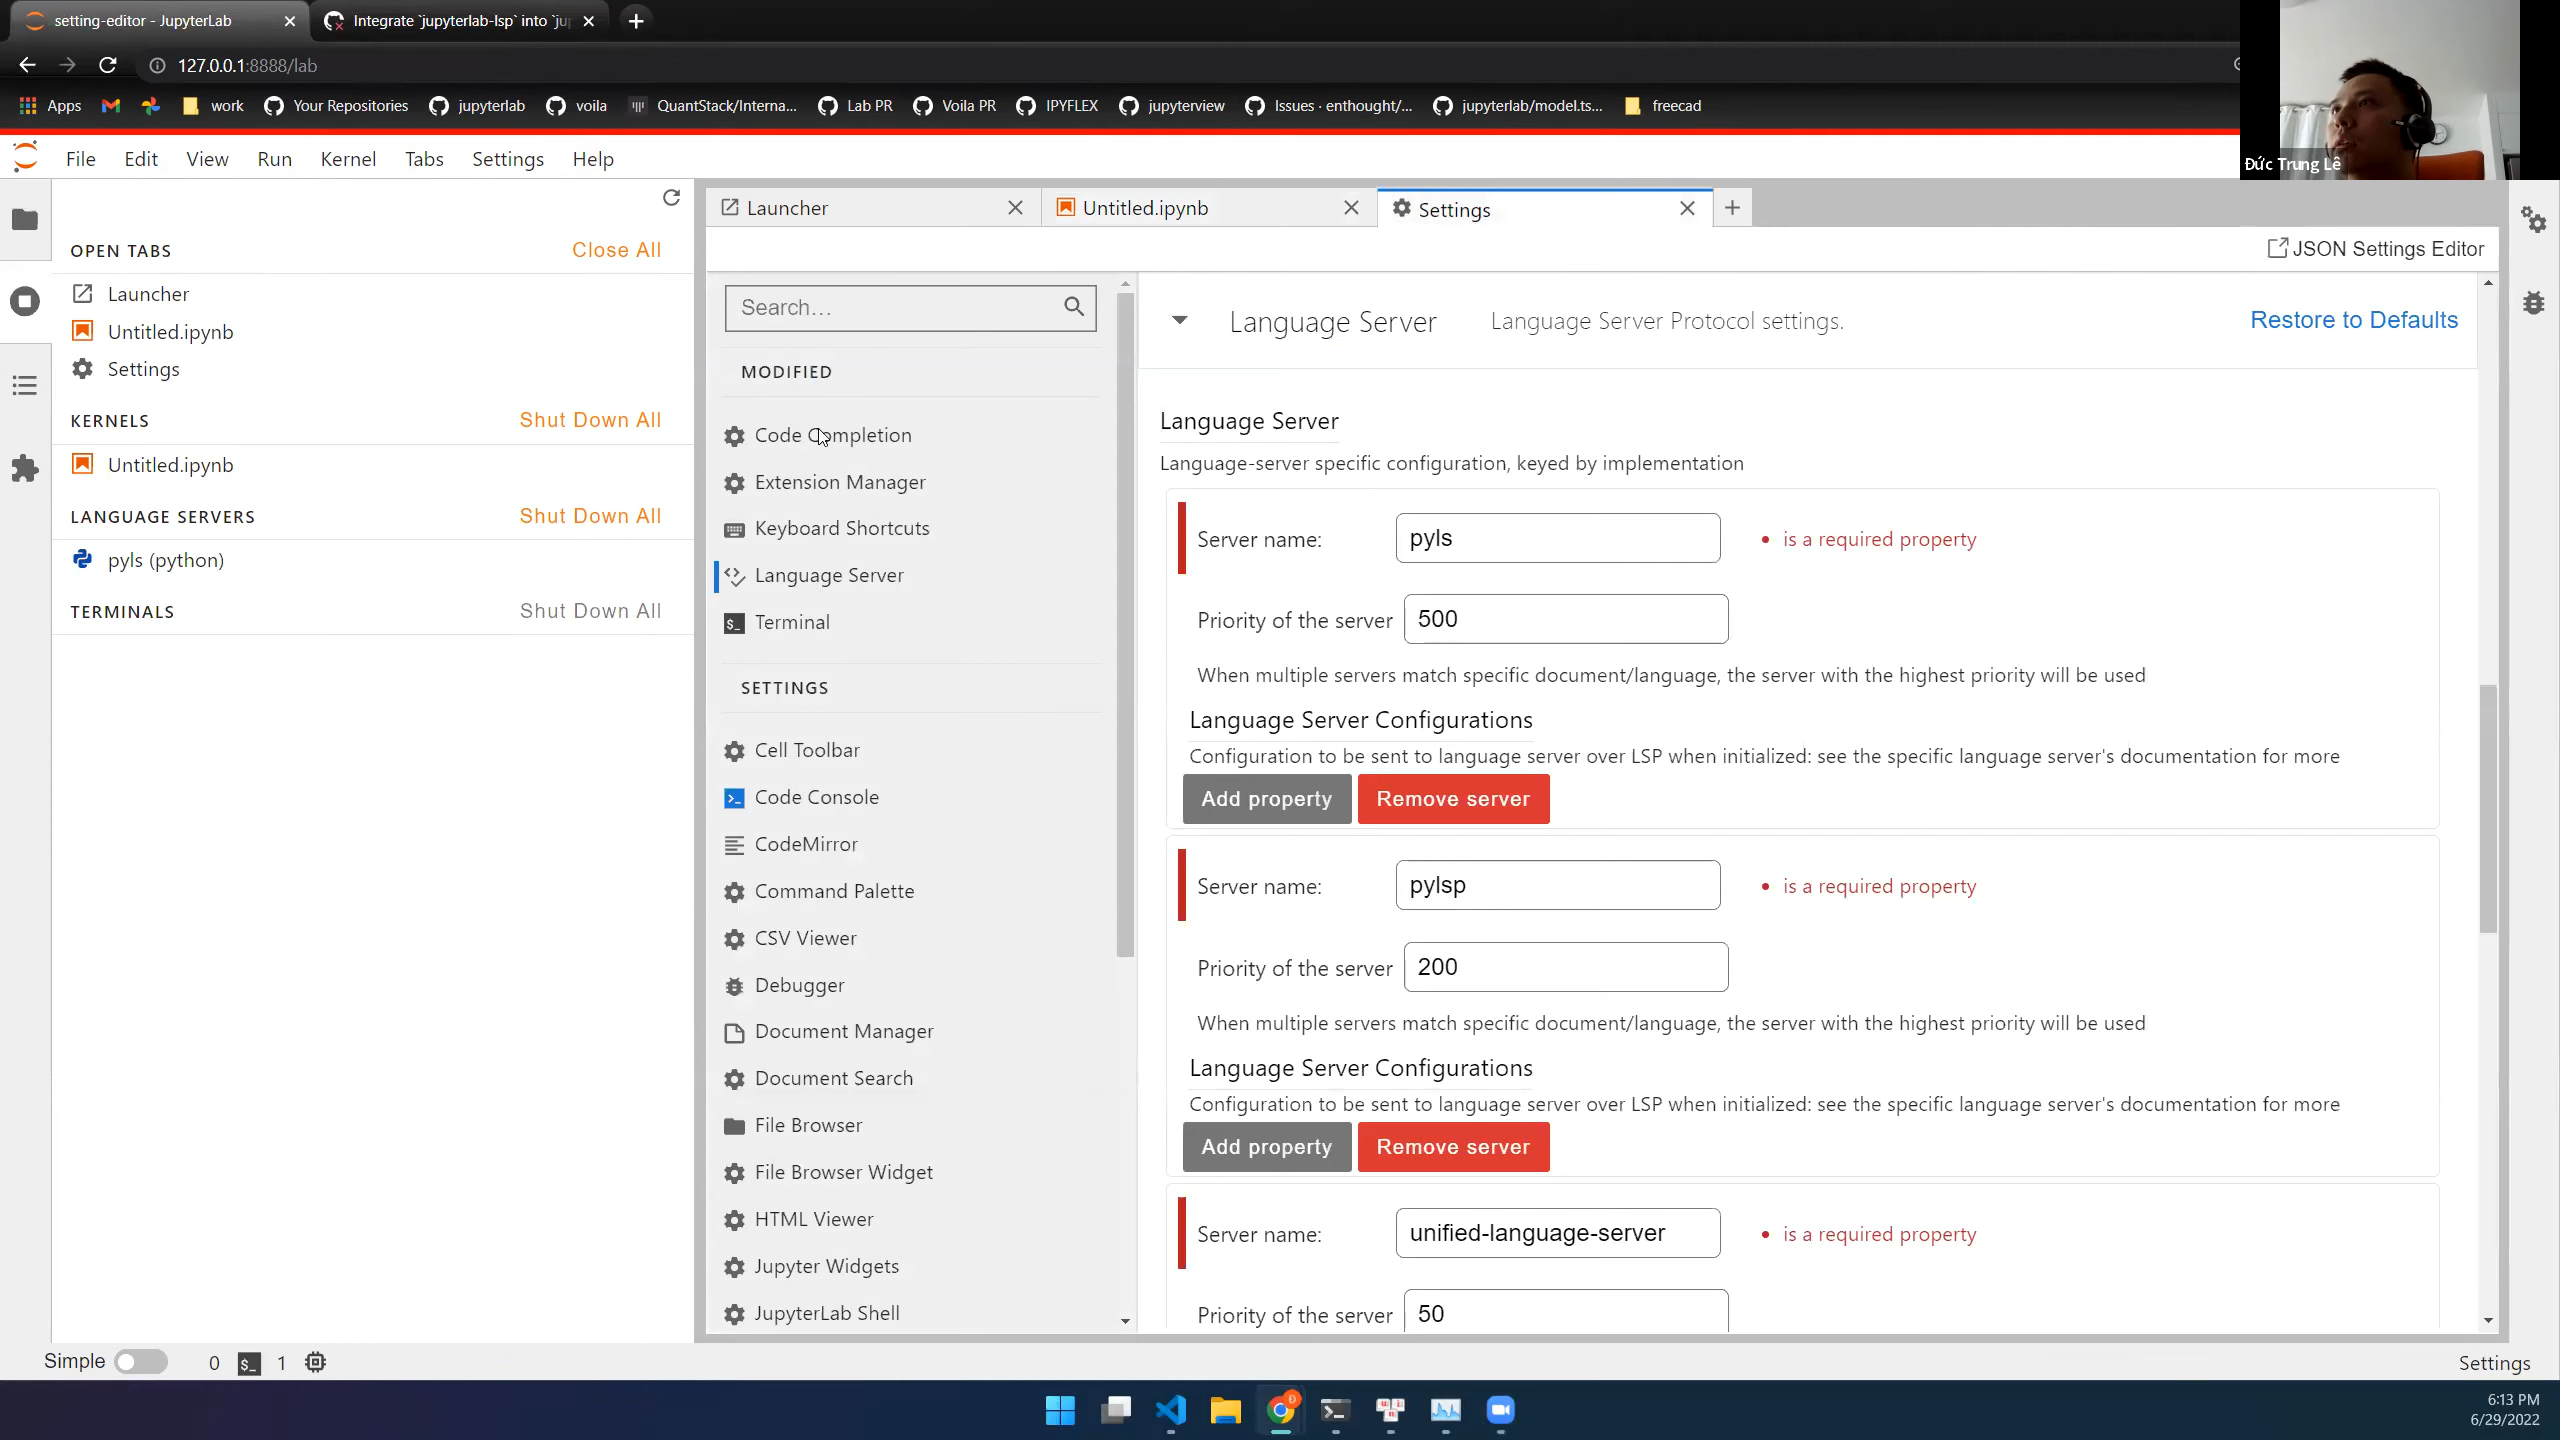 setting-editor - JupyterLab
Integrate `jupyterlab-lsp` into `ju
127.0.0.1:8888/lab
Apps
work
Your Repositories
jupyterlab
voila
QuantStack/Interna...
Lab PR
Voila PR
IPYFLEX
jupyterview
Issues · enthought/...
jupyterlab/model.ts...
freecad
Đức Trung Lê
File
Edit
View
Run
Kernel
Tabs
Settings
Help
OPEN TABS
Close All
Launcher
Untitled.ipynb
Settings
KERNELS
Shut Down All
Untitled.ipynb
LANGUAGE SERVERS
Shut Down All
pyls (python)
TERMINALS
Shut Down All
Launcher
Untitled.ipynb
Settings
JSON Settings Editor
Search…
MODIFIED
Code Completion
Extension Manager
Keyboard Shortcuts
Language Server
Terminal
SETTINGS
Cell Toolbar
Code Console
CodeMirror
Command Palette
CSV Viewer
Debugger
Document Manager
Document Search
File Browser
File Browser Widget
HTML Viewer
Jupyter Widgets
JupyterLab Shell
Language Server
Language Server Protocol settings.
Restore to Defaults
Language Server
Language-server specific configuration, keyed by implementation
Server name:
pyls
• is a required property
Priority of the server
500
When multiple servers match specific document/language, the server with the highest priority will be used
Language Server Configurations
Configuration to be sent to language server over LSP when initialized: see the specific language server's documentation for more
Add property
Remove server
Server name:
pylsp
• is a required property
Priority of the server
200
When multiple servers match specific document/language, the server with the highest priority will be used
Language Server Configurations
Configuration to be sent to language server over LSP when initialized: see the specific language server's documentation for more
Add property
Remove server
Server name:
unified-language-server
• is a required property
Priority of the server
50
Simple
0
$_
1
Settings
6:13 PM
6/29/2022